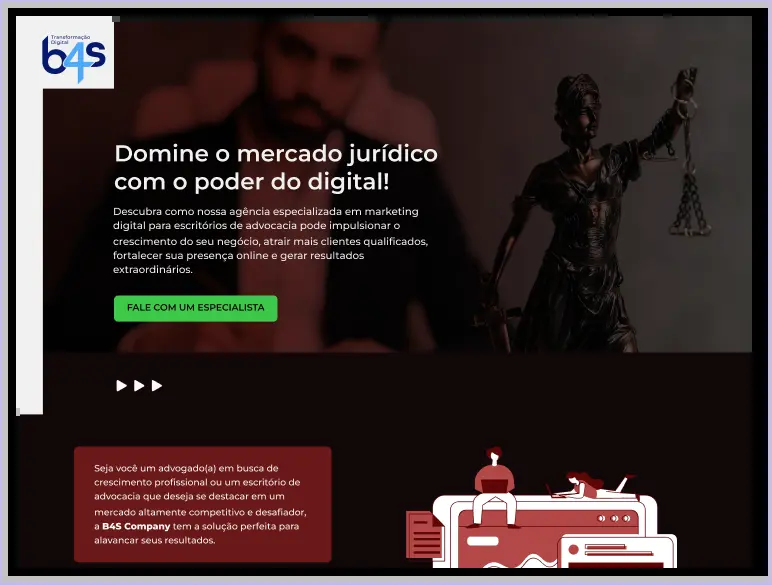 Transformação
Digital
b4s
Domine o mercado jurídico
com o poder do digital!
Descubra como nossa agência especializada em marketing
digital para escritórios de advocacia pode impulsionar o
crescimento do seu negócio, atrair mais clientes qualificados,
fortalecer sua presença online e gerar resultados
extraordinários.
FALE COM UM ESPECIALISTA
Seja você um advogado(a) em busca de
crescimento profissional ou um escritório de
advocacia que deseja se destacar em um
mercado altamente competitivo e desafiador,
a B4S Company tem a solução perfeita para
alavancar seus resultados.